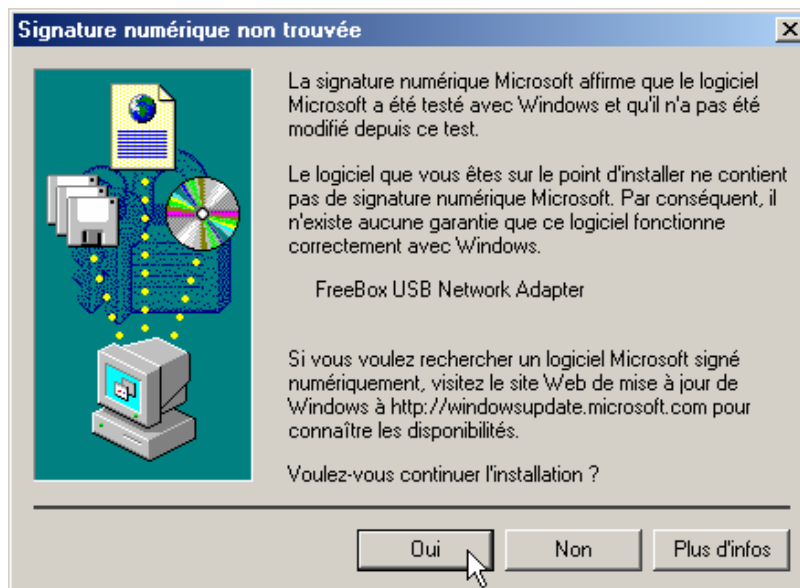 Signature numérique non trouvée
La signature numérique Microsoft affirme que le logiciel
Microsoft a été testé avec Windows et qu'il n'a pas été
modifié depuis ce test.
Le logiciel que vous êtes sur le point d'installer ne contient
pas de signature numérique Microsoft. Par conséquent, il
n'existe aucune garantie que ce logiciel fonctionne
correctement avec Windows.
FreeBox USB Network Adapter
Si vous voulez rechercher un logiciel Microsoft signé
numériquement, visitez le site Web de mise à jour de
Windows à http://windowsupdate.microsoft.com pour
connaître les disponibilités.
Voulez-vous continuer l'installation ?
Oui Non Plus d'infos